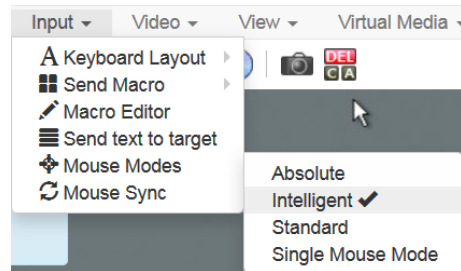 Input Video View Virtual Media
A Keyboard Layout
Send Macro
Macro Editor
Send text to target
Mouse Modes
Mouse Sync
DEL
C A
Absolute
Intelligent ✔
Standard
Single Mouse Mode